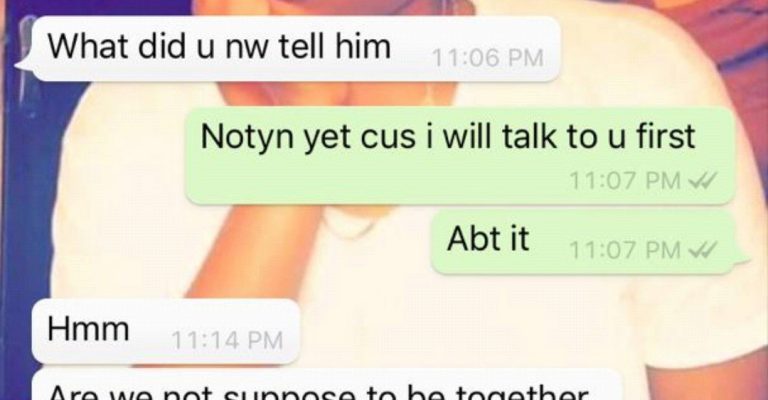 What did u nw tell him
11:06 PM
Notyn yet cus i will talk to u first
11:07 PM
Abt it
11:07 PM
Hmm
11:14 PM
Are we not suppose to be together